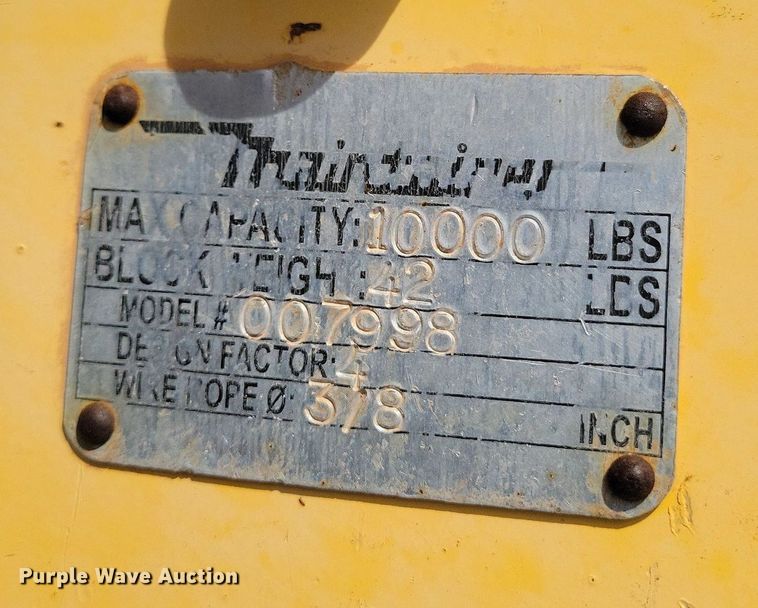 Maintainer
MAX CAPACITY: 10000 LBS
BLOCK WEIGHT: 42 LBS
MODEL # 007998
DESIGN FACTOR: 4
WIRE ROPE Ø: 3/8 INCH
Purple Wave Auction